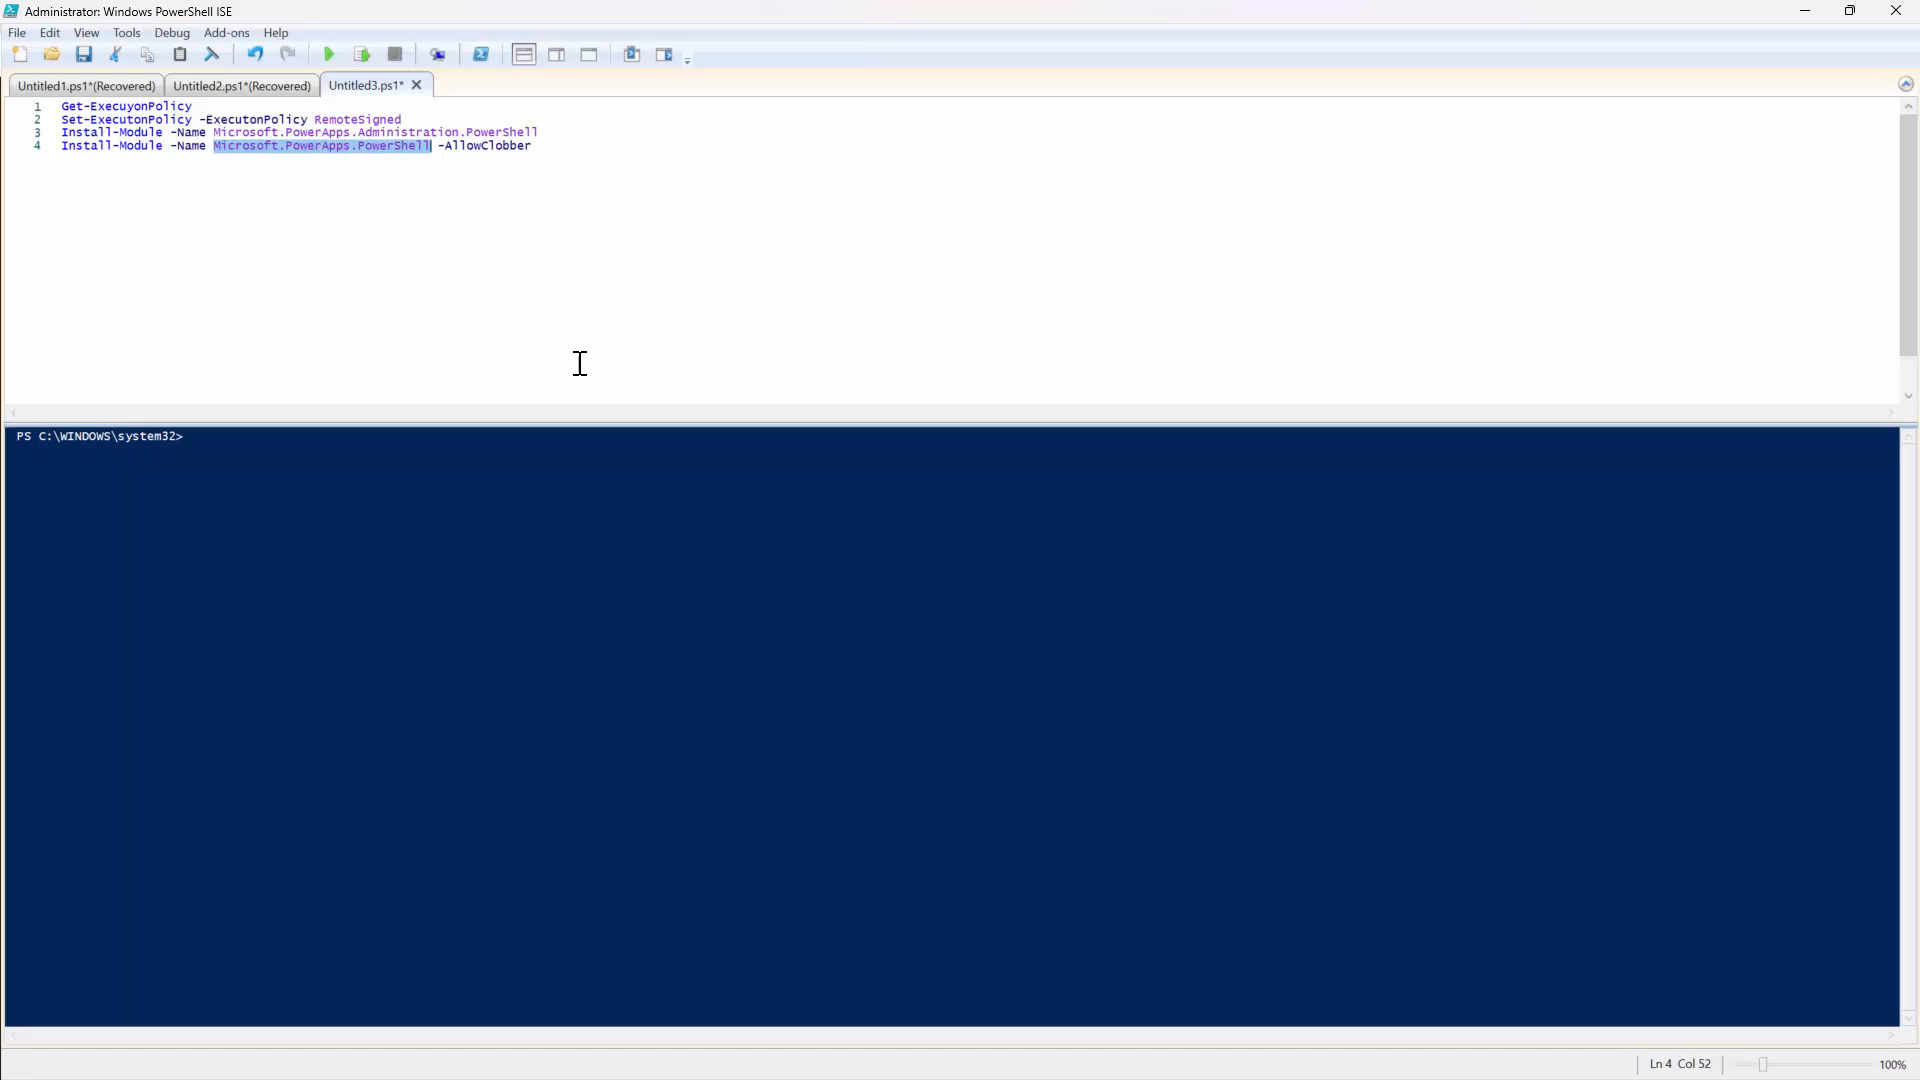 Administrator: Windows PowerShell ISE
File Edit View Tools Debug Add-ons Help
Untitled1.ps1*(Recovered) Untitled2.ps1*(Recovered) Untitled3.ps1*
1 Get-ExecuyonPolicy
2 Set-ExecutonPolicy -ExecutonPolicy RemoteSigned
3 Install-Module -Name Microsoft.PowerApps.Administration.PowerShell
4 Install-Module -Name Microsoft.PowerApps.PowerShell -AllowClobber
PS C:\WINDOWS\system32>
Ln 4 Col 52 100%